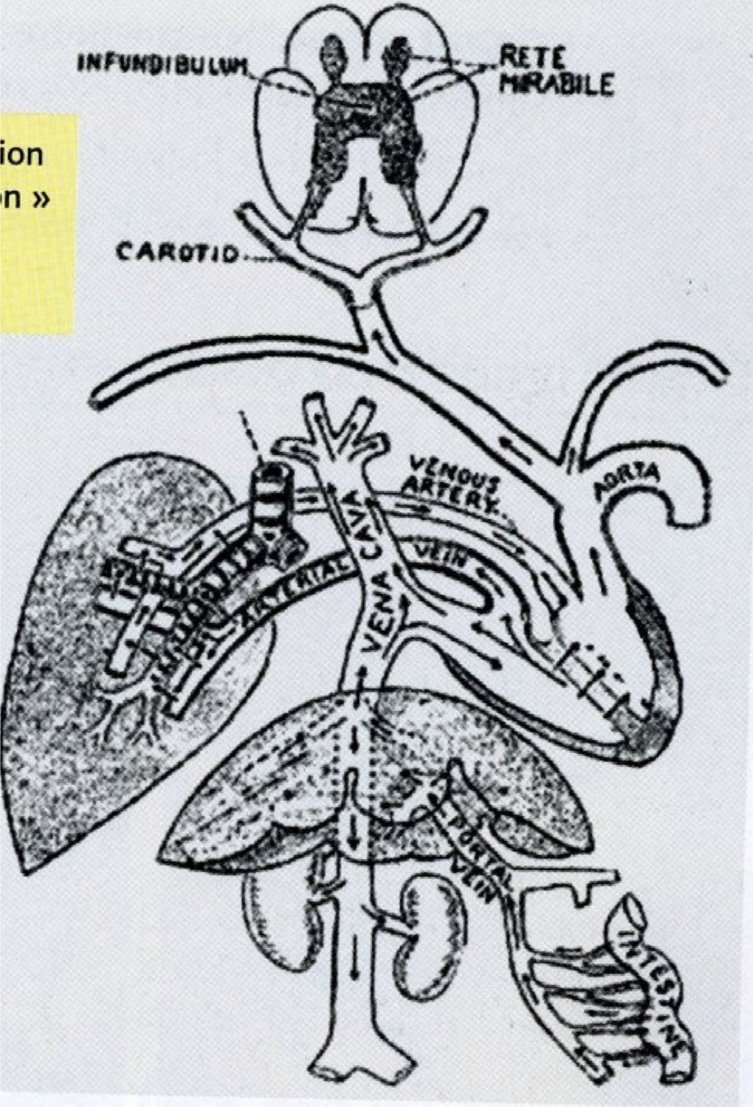 INFUNDIBULUM
RETE
MIRABILE
ion
on »
CAROTID
AORTA
VENOUS
ARTERY
VENA CAVA
ARTERIAL
VEIN
PORTAL
VEIN
INTESTINE